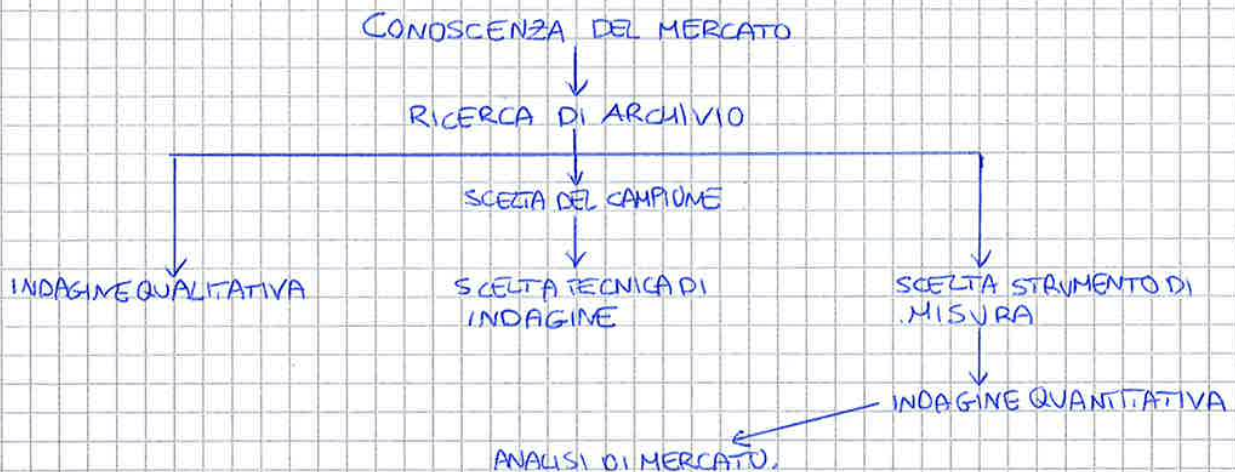 CONOSCENZA DEL MERCATO
RICERCA DI ARCHIVIO
SCELTA DEL CAMPIONE
INDAGINE QUALITATIVA
SCELTA TECNICA DI
INDAGINE
SCELTA STRUMENTO DI
MISURA
INDAGINE QUANTITATIVA
ANALISI DI MERCATO.